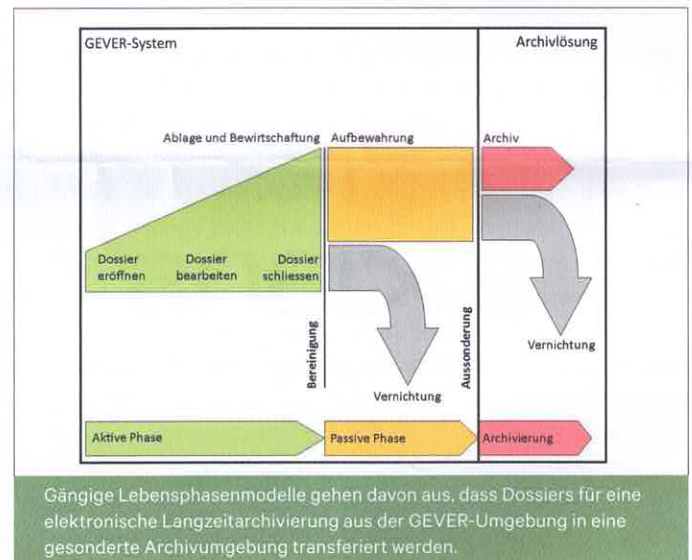 GEVER-System
Archivlösung
Ablage und Bewirtschaftung
Aufbewahrung
Archiv
Dossier
eröffnen
Dossier
bearbeiten
Dossier
schliessen
Bereinigung
Aussonderung
Vernichtung
Vernichtung
Aktive Phase
Passive Phase
Archivierung
Gängige Lebensphasenmodelle gehen davon aus, dass Dossiers für eine
elektronische Langzeitarchivierung aus der GEVER-Umgebung in eine
gesonderte Archivumgebung transferiert werden.